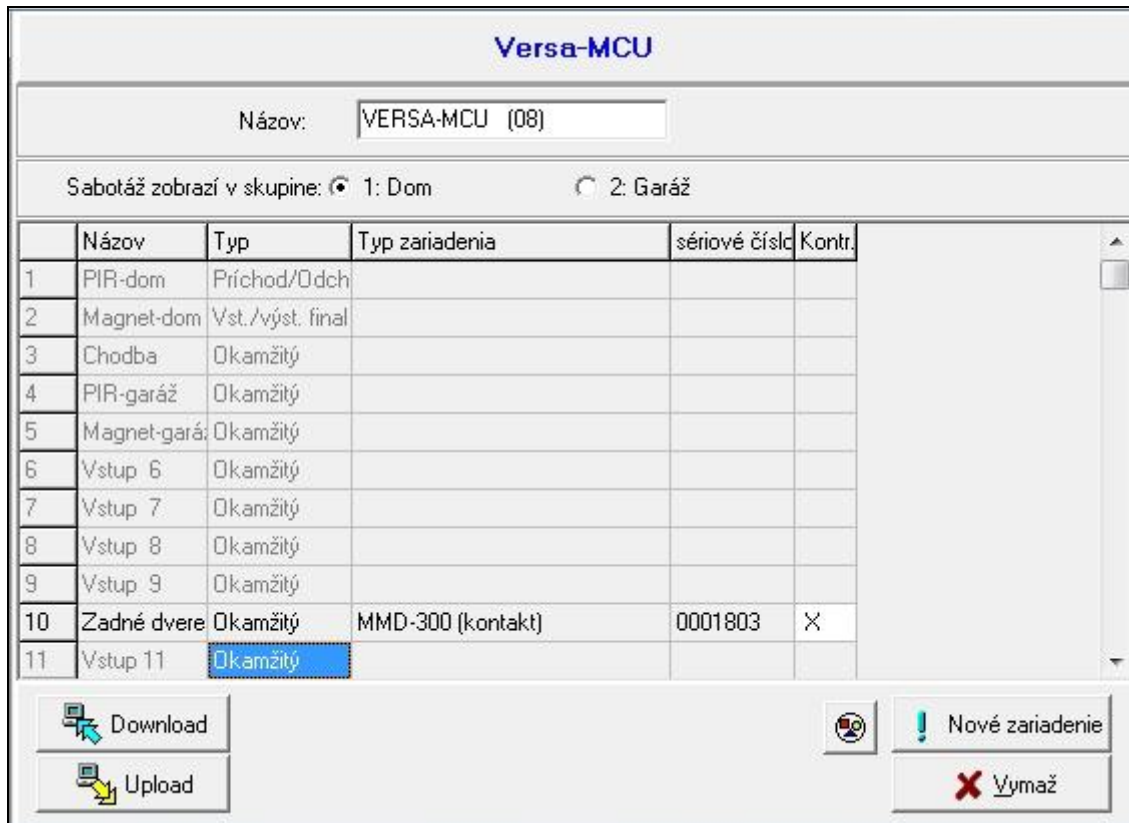 Versa-MCU
Názov: VERSA-MCU (08)
Sabotáž zobrazí v skupine: 1: Dom 2: Garáž
Názov Typ Typ zariadenia sériové číslo Kontr.
1 PIR-dom Príchod/Odch
2 Magnet-dom Vst./výst. final
3 Chodba Okamžitý
4 PIR-garáž Okamžitý
5 Magnet-garáž Okamžitý
6 Vstup 6 Okamžitý
7 Vstup 7 Okamžitý
8 Vstup 8 Okamžitý
9 Vstup 9 Okamžitý
10 Zadné dvere Okamžitý MMD-300 (kontakt) 0001803 X
11 Vstup 11 Okamžitý
Download
Nové zariadenie
Upload
Vymaž